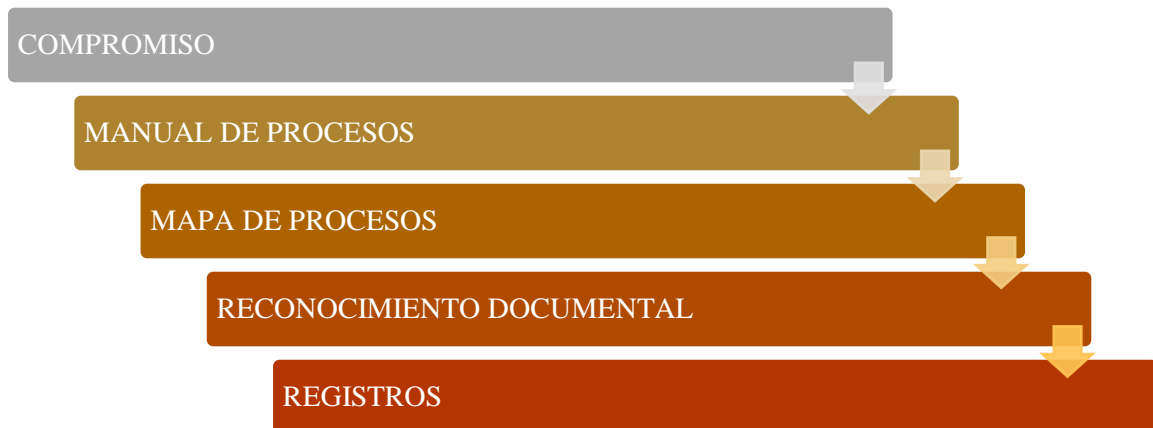 COMPROMISO
MANUAL DE PROCESOS
MAPA DE PROCESOS
RECONOCIMIENTO DOCUMENTAL
REGISTROS